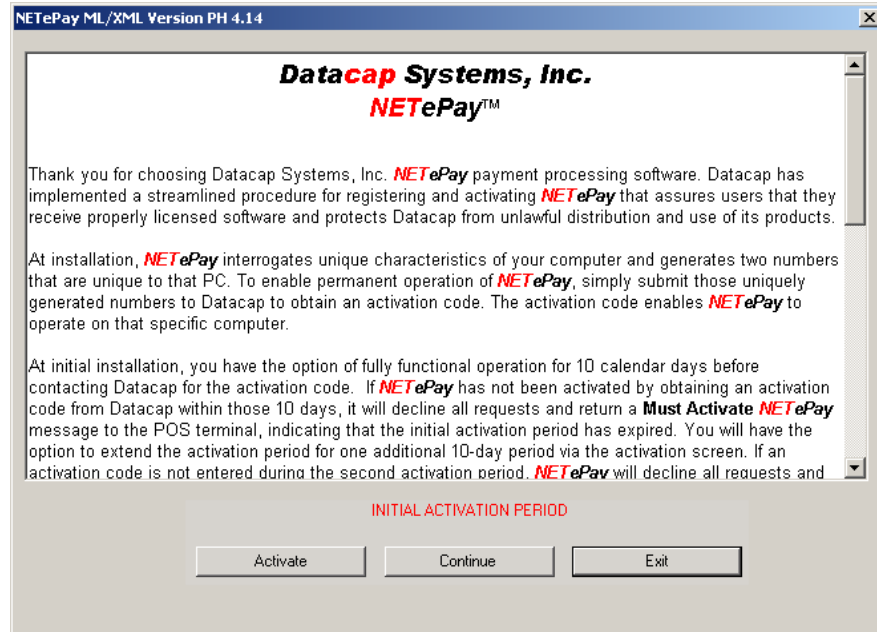 NETePay ML/XML Version PH 4.14
Datacap Systems, Inc.
NETePay™
Thank you for choosing Datacap Systems, Inc. NETePay payment processing software. Datacap has
implemented a streamlined procedure for registering and activating NETePay that assures users that they
receive properly licensed software and protects Datacap from unlawful distribution and use of its products.
At installation, NETePay interrogates unique characteristics of your computer and generates two numbers
that are unique to that PC. To enable permanent operation of NETePay, simply submit those uniquely
generated numbers to Datacap to obtain an activation code. The activation code enables NETePay to
operate on that specific computer.
At initial installation, you have the option of fully functional operation for 10 calendar days before
contacting Datacap for the activation code.  If NETePay has not been activated by obtaining an activation
code from Datacap within those 10 days, it will decline all requests and return a Must Activate NETePay
message to the POS terminal, indicating that the initial activation period has expired. You will have the
option to extend the activation period for one additional 10-day period via the activation screen. If an
activation code is not entered during the second activation period, NETePay will decline all requests and
INITIAL ACTIVATION PERIOD
Activate Continue Exit